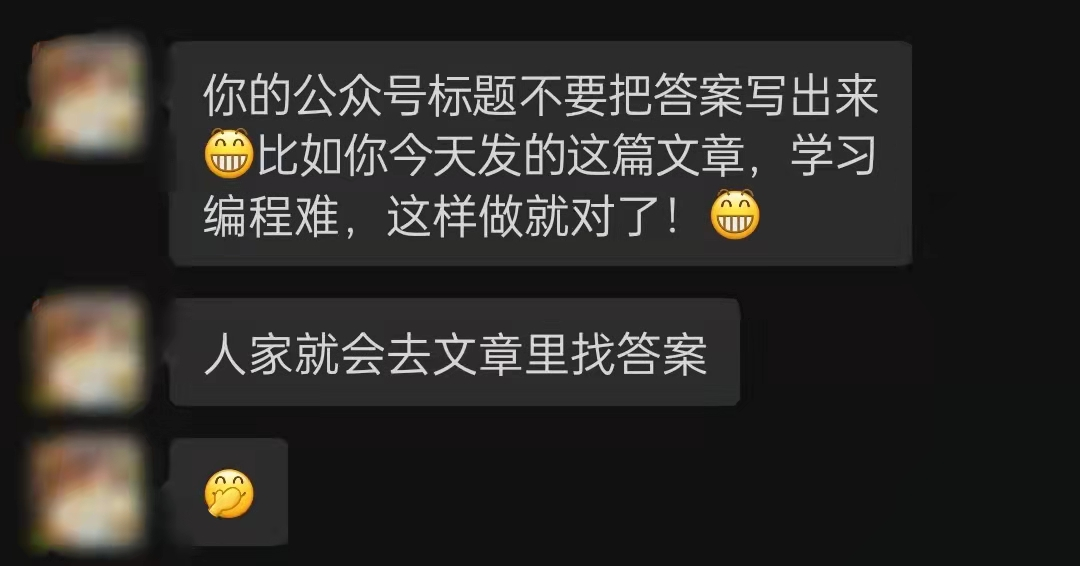 你的公众号标题不要把答案写出来
😁比如你今天发的这篇文章，学习
编程难，这样做就对了！😁
人家就会去文章里找答案
🤭